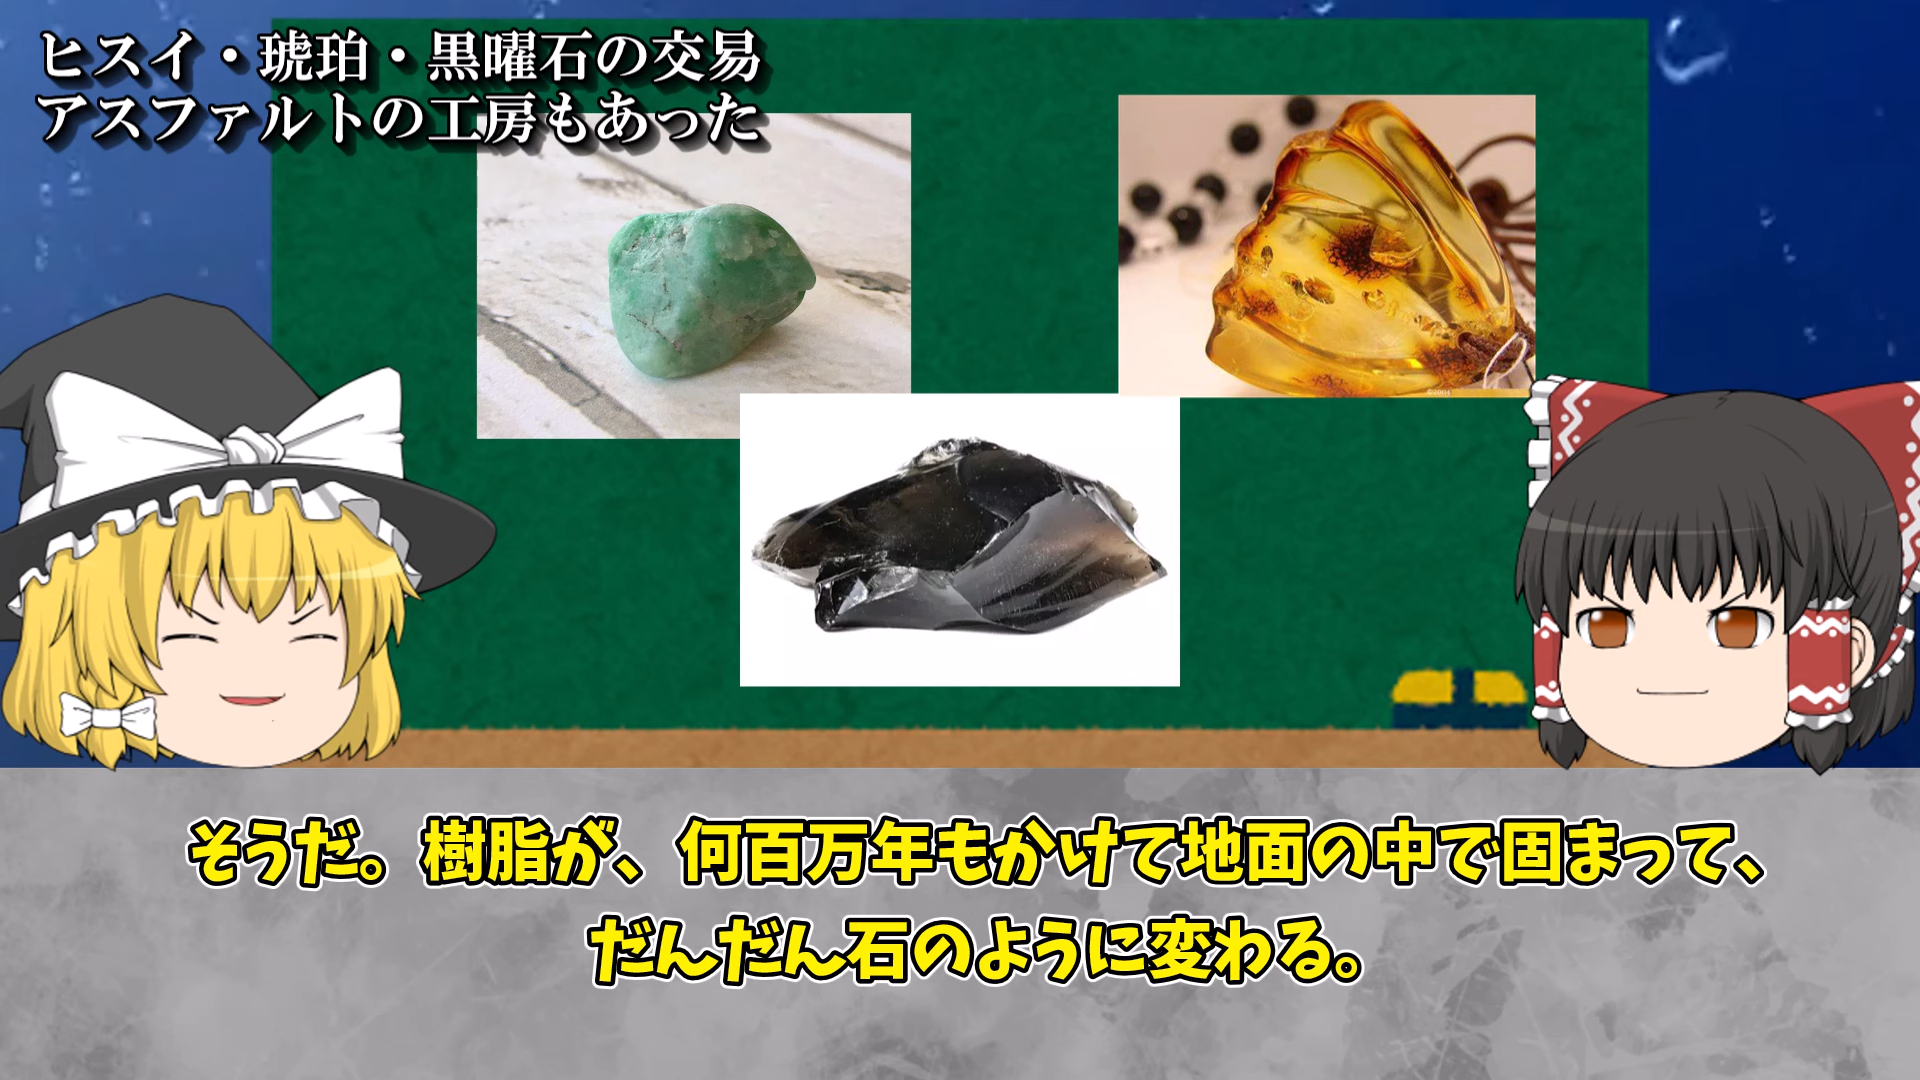 ヒスイ・琥珀・黒曜石の交易
アスファルトの工房もあった
そうだ。樹脂が、何百万年もかけて地面の中で固まって、
だんだん石のように変わる。